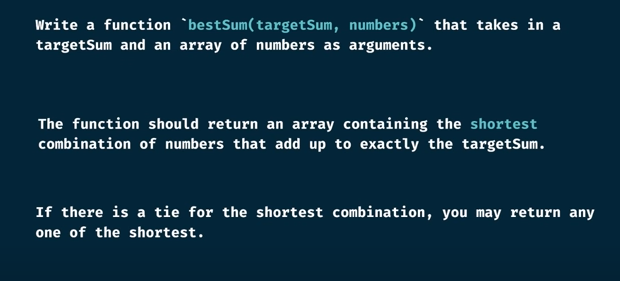 Write a function `bestSum(targetSum, numbers)` that takes in a
targetSum and an array of numbers as arguments.
The function should return an array containing the shortest
combination of numbers that add up to exactly the targetSum.
If there is a tie for the shortest combination, you may return any
one of the shortest.